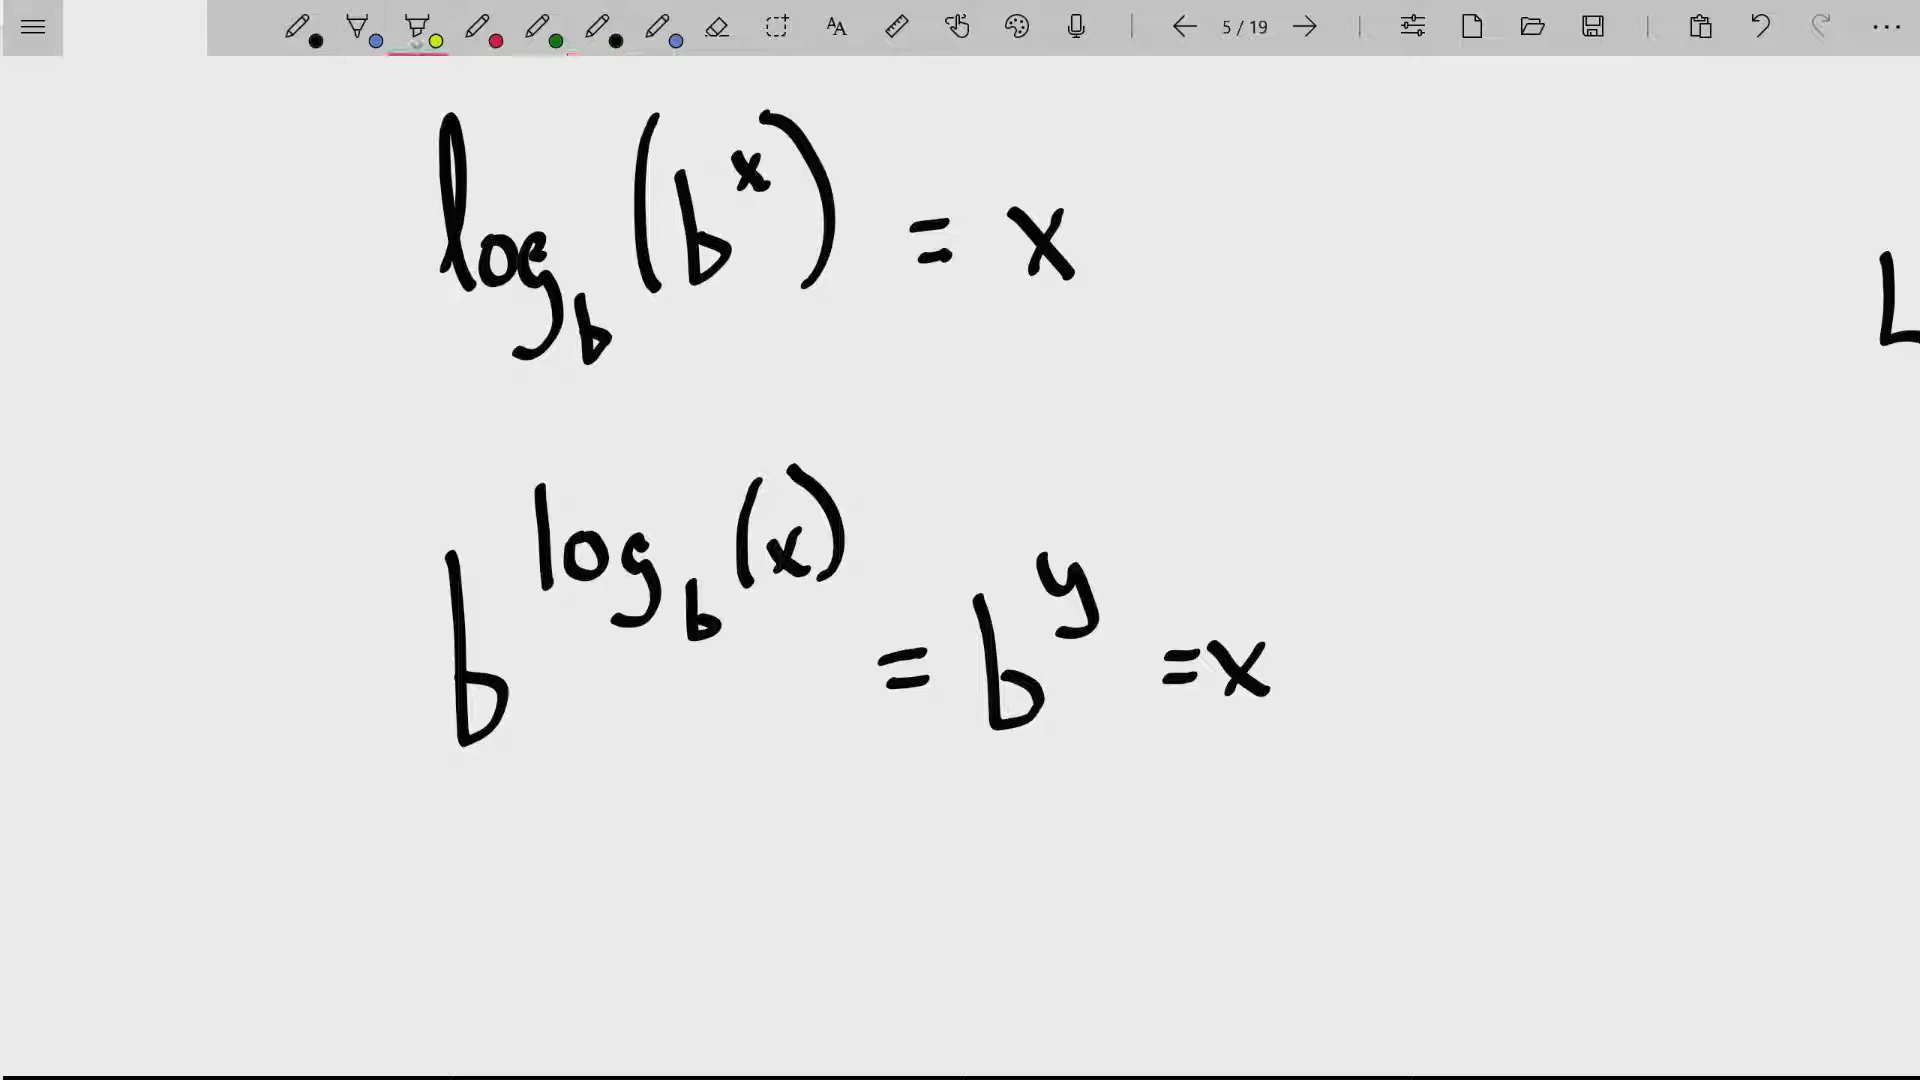 5 / 19
log_b (b^x) = x
L
b^{log_b (x)} = b^y = x